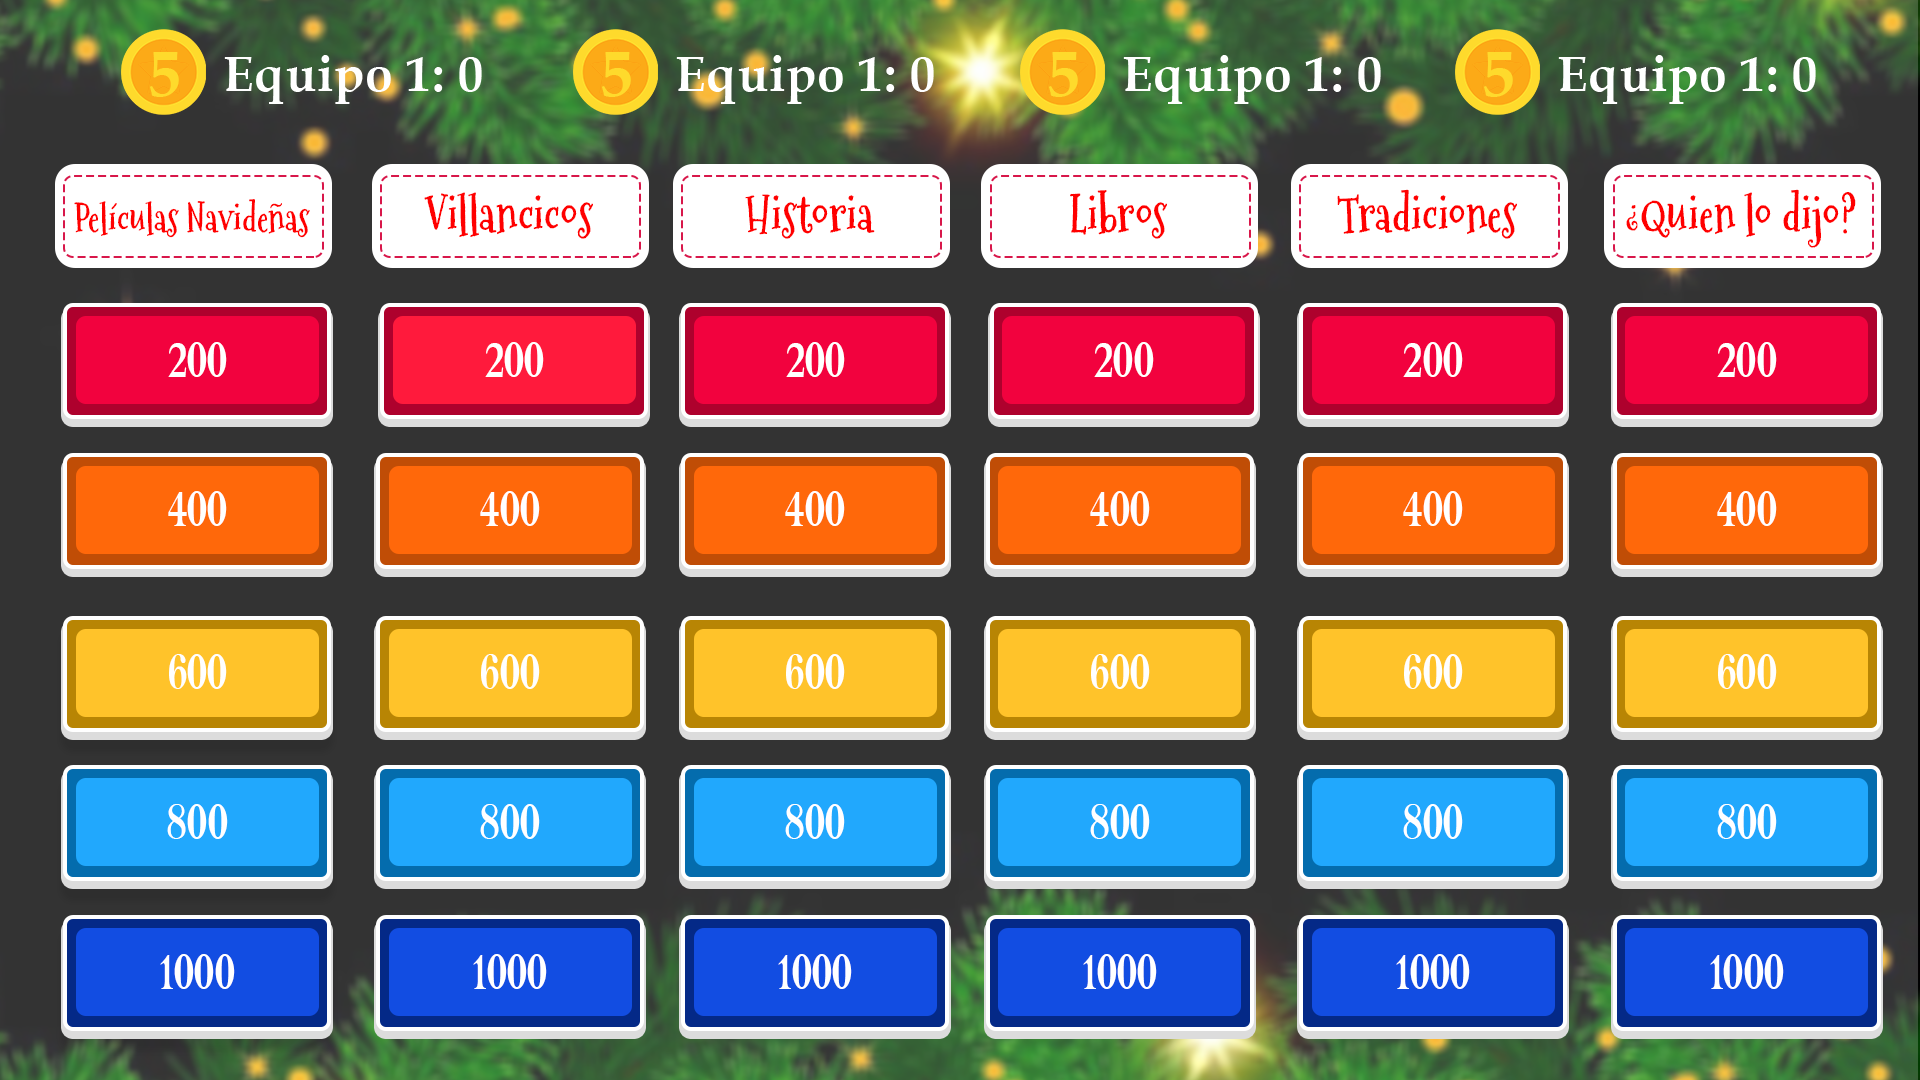 5 Equipo 1: 0 5 Equipo 1: 0 5 Equipo 1: 0 5 Equipo 1: 0
Películas Navideñas Villancicos Historia Libros Tradiciones ¿Quien lo dijo?
200 200 200 200 200 200
400 400 400 400 400 400
600 600 600 600 600 600
800 800 800 800 800 800
1000 1000 1000 1000 1000 1000